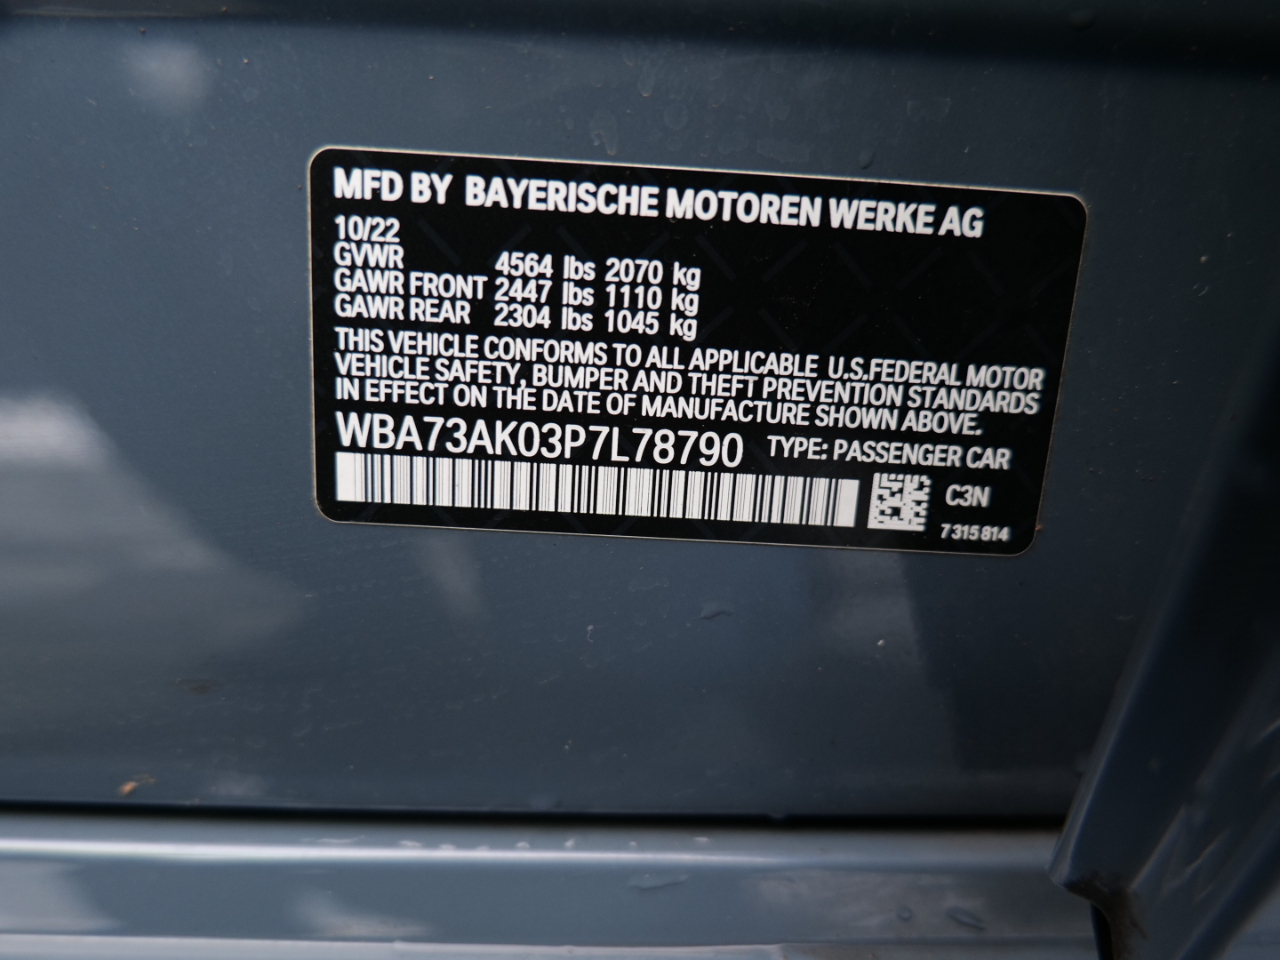 MFD BY BAYERISCHE MOTOREN WERKE AG
10/22
GVWR 4564 lbs 2070 kg
GAWR FRONT 2447 lbs 1110 kg
GAWR REAR 2304 lbs 1045 kg
THIS VEHICLE CONFORMS TO ALL APPLICABLE U.S.FEDERAL MOTOR
VEHICLE SAFETY, BUMPER AND THEFT PREVENTION STANDARDS
IN EFFECT ON THE DATE OF MANUFACTURE SHOWN ABOVE.
WBA73AK03P7L78790 TYPE: PASSENGER CAR
C3N
7 315 814